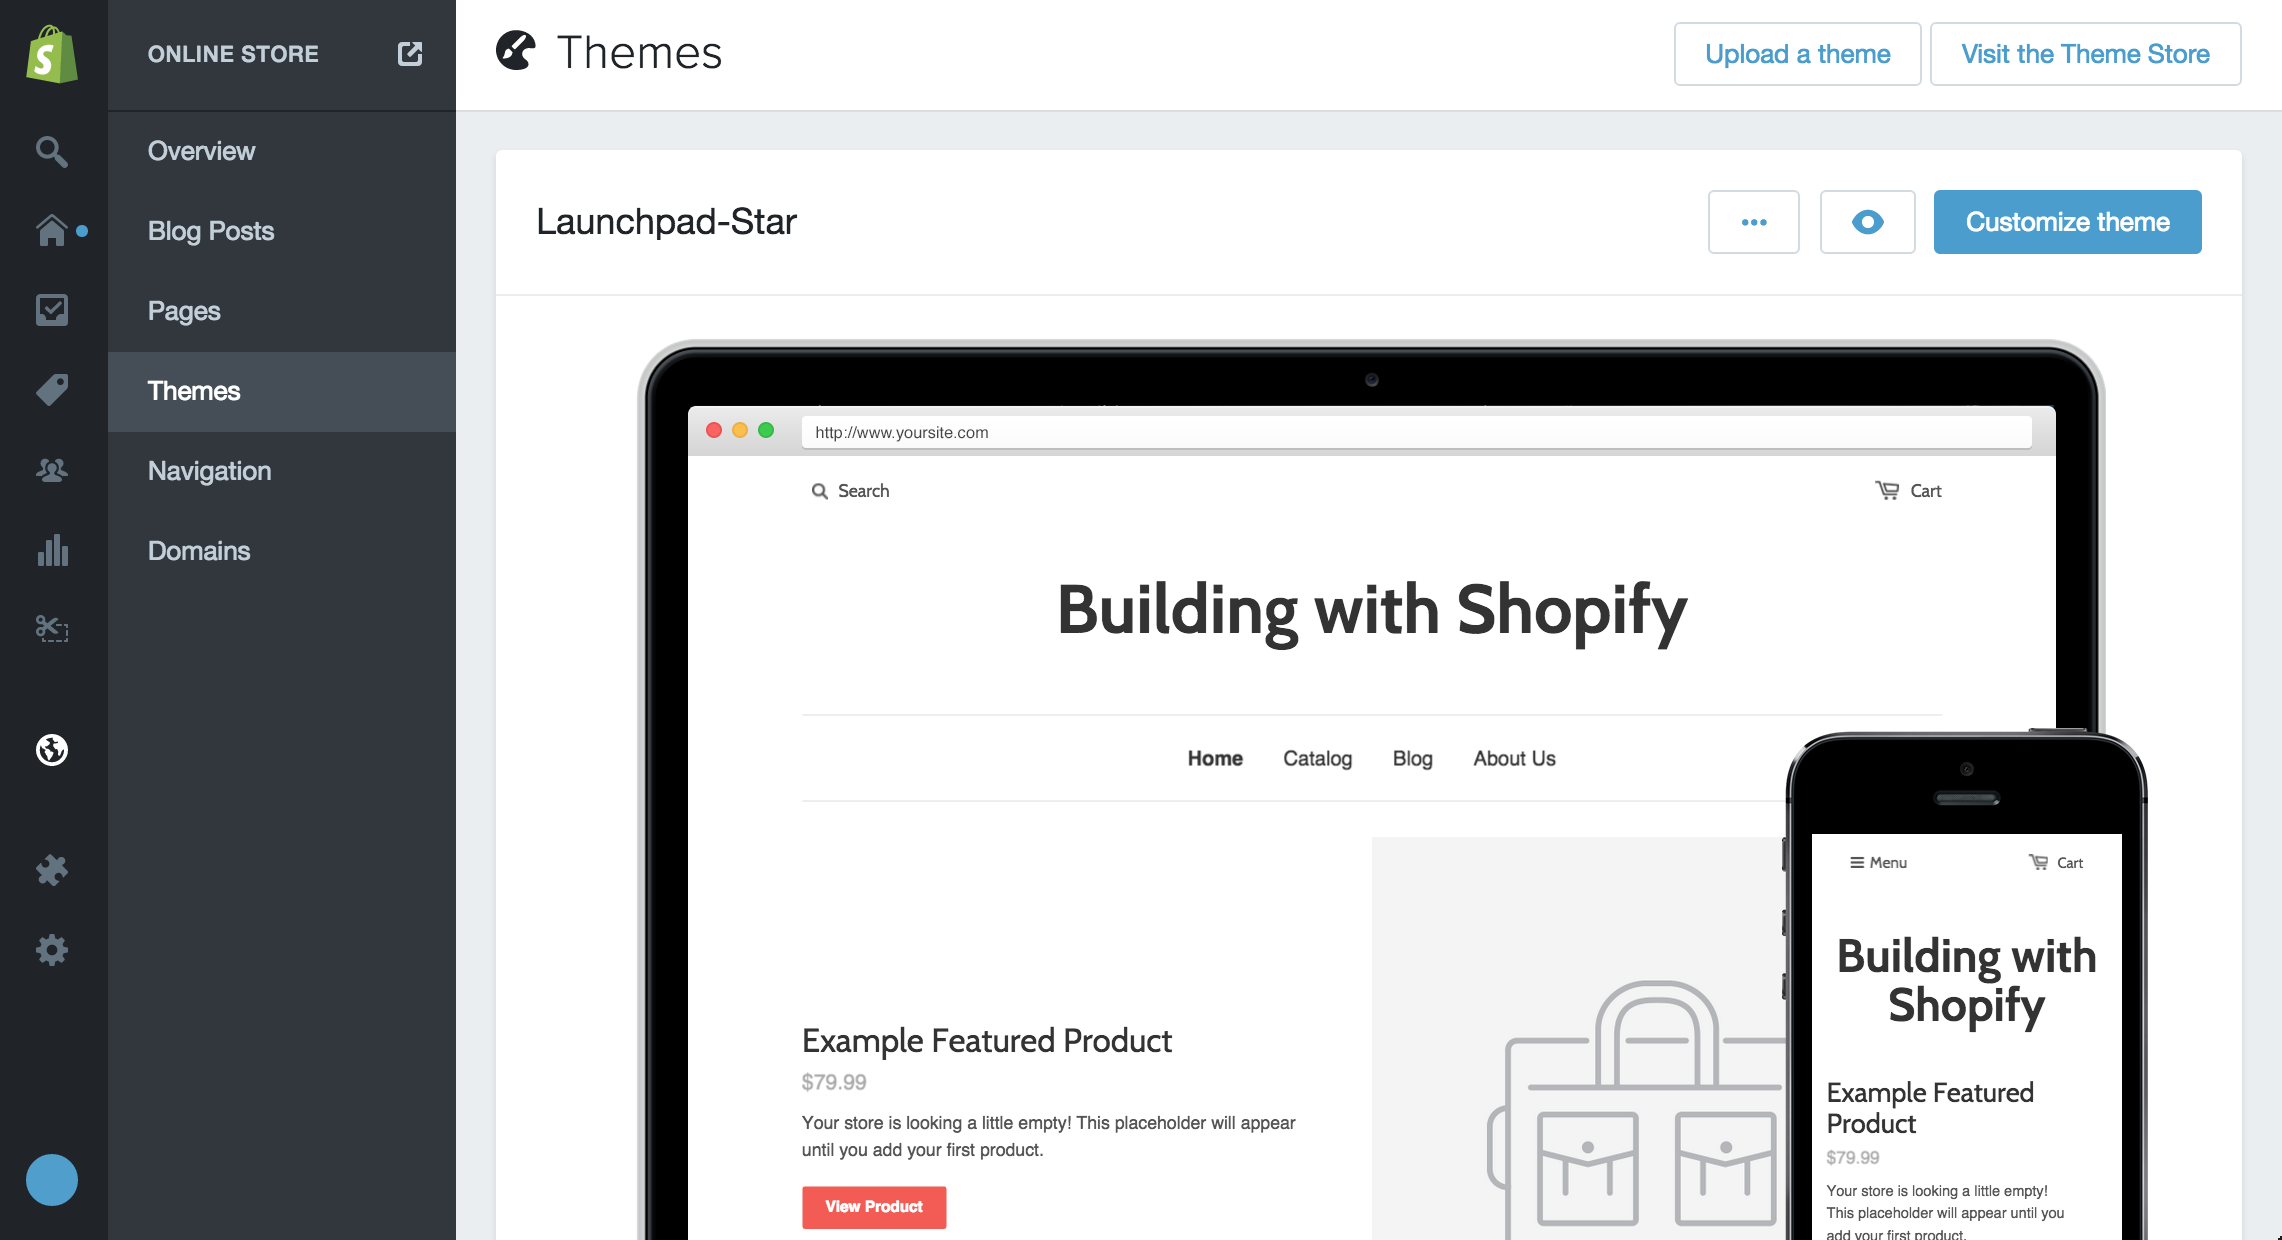 ONLINE STORE
Overview
Blog Posts
Pages
Themes
Navigation
Domains
Themes
Upload a theme
Visit the Theme Store
Launchpad-Star
Customize theme
http://www.yoursite.com
Search
Cart
Building with Shopify
Home Catalog Blog About Us
Example Featured Product
$79.99
Your store is looking a little empty! This placeholder will appear
until you add your first product.
View Product
Menu
Cart
Building with
Shopify
Example Featured
Product
$79.99
Your store is looking a little empty!
This placeholder will appear until you
add your first product.